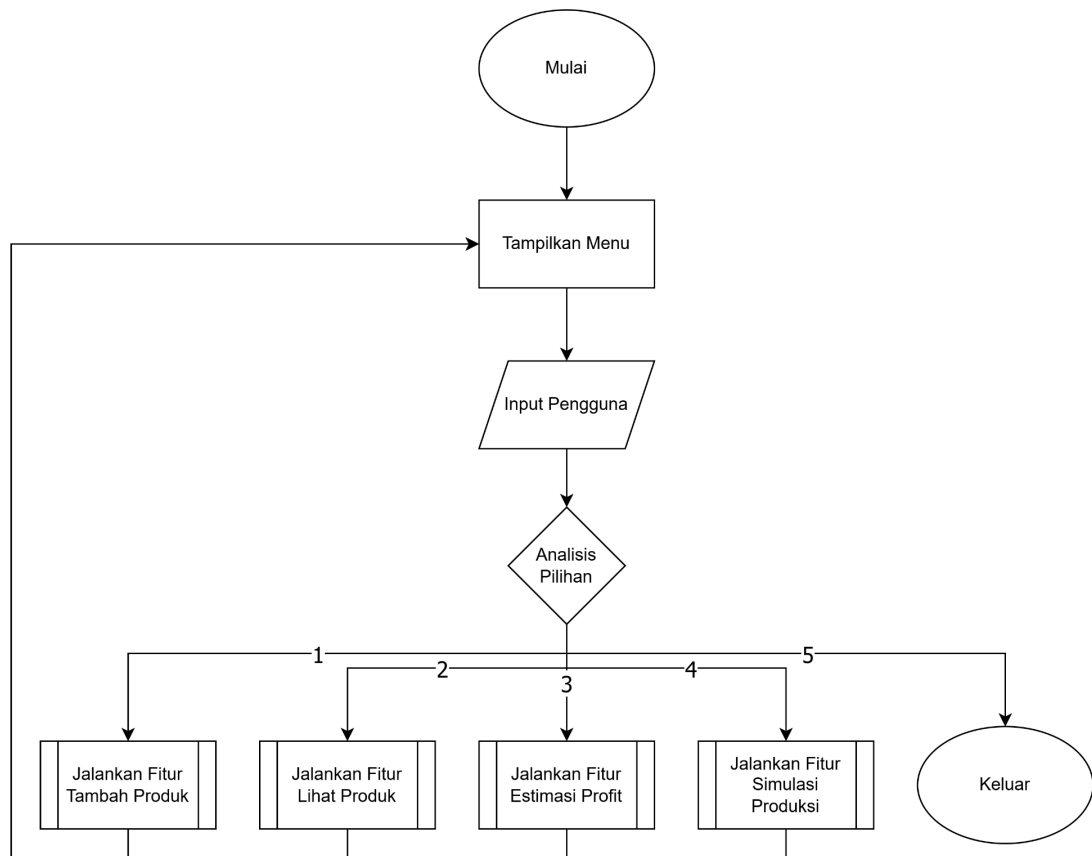 Mulai
Tampilkan Menu
Input Pengguna
Analisis
Pilihan
1
2
3
4
5
Jalankan Fitur
Tambah Produk
Jalankan Fitur
Lihat Produk
Jalankan Fitur
Estimasi Profit
Jalankan Fitur
Simulasi
Produksi
Keluar